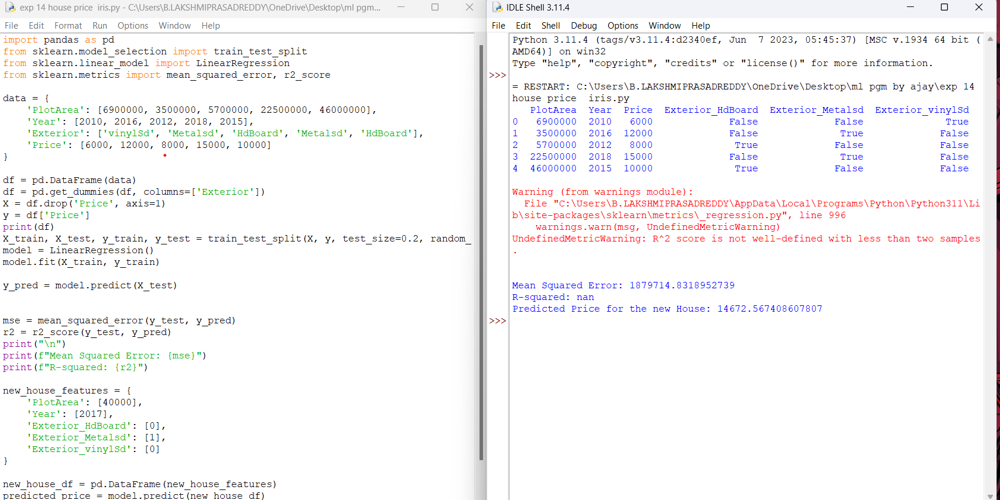 exp 14 house price  iris.py - C:\Users\B.LAKSHMIPRASADREDDY\OneDrive\Desktop\ml pgm...
File Edit Format Run Options Window Help
import pandas as pd
from sklearn.model_selection import train_test_split
from sklearn.linear_model import LinearRegression
from sklearn.metrics import mean_squared_error, r2_score
data = {
    'PlotArea': [6900000, 3500000, 5700000, 22500000, 46000000],
    'Year': [2010, 2016, 2012, 2018, 2015],
    'Exterior': ['vinylSd', 'Metalsd', 'HdBoard', 'Metalsd', 'HdBoard'],
    'Price': [6000, 12000, 8000, 15000, 10000]
}
df = pd.DataFrame(data)
df = pd.get_dummies(df, columns=['Exterior'])
X = df.drop('Price', axis=1)
y = df['Price']
print(df)
X_train, X_test, y_train, y_test = train_test_split(X, y, test_size=0.2, random_
model = LinearRegression()
model.fit(X_train, y_train)
y_pred = model.predict(X_test)
mse = mean_squared_error(y_test, y_pred)
r2 = r2_score(y_test, y_pred)
print("\n")
print(f"Mean Squared Error: {mse}")
print(f"R-squared: {r2}")
new_house_features = {
    'PlotArea': [40000],
    'Year': [2017],
    'Exterior_HdBoard': [0],
    'Exterior_Metalsd': [1],
    'Exterior_vinylSd': [0]
}
new_house_df = pd.DataFrame(new_house_features)
predicted_price = model.predict(new_house_df)
IDLE Shell 3.11.4
File Edit Shell Debug Options Window Help
Python 3.11.4 (tags/v3.11.4:d2340ef, Jun  7 2023, 05:45:37) [MSC v.1934 64 bit (
AMD64)] on win32
Type "help", "copyright", "credits" or "license()" for more information.
>>>
= RESTART: C:\Users\B.LAKSHMIPRASADREDDY\OneDrive\Desktop\ml pgm by ajay\exp 14
house price  iris.py
   PlotArea  Year  Price  Exterior_HdBoard  Exterior_Metalsd  Exterior_vinylSd
0   6900000  2010   6000             False             False              True
1   3500000  2016  12000             False              True             False
2   5700000  2012   8000              True             False             False
3  22500000  2018  15000             False              True             False
4  46000000  2015  10000              True             False             False
Warning (from warnings module):
  File "C:\Users\B.LAKSHMIPRASADREDDY\AppData\Local\Programs\Python\Python311\Li
b\site-packages\sklearn\metrics\_regression.py", line 996
    warnings.warn(msg, UndefinedMetricWarning)
UndefinedMetricWarning: R^2 score is not well-defined with less than two samples
.
Mean Squared Error: 1879714.8318952739
R-squared: nan
Predicted Price for the new House: 14672.567408607807
>>>